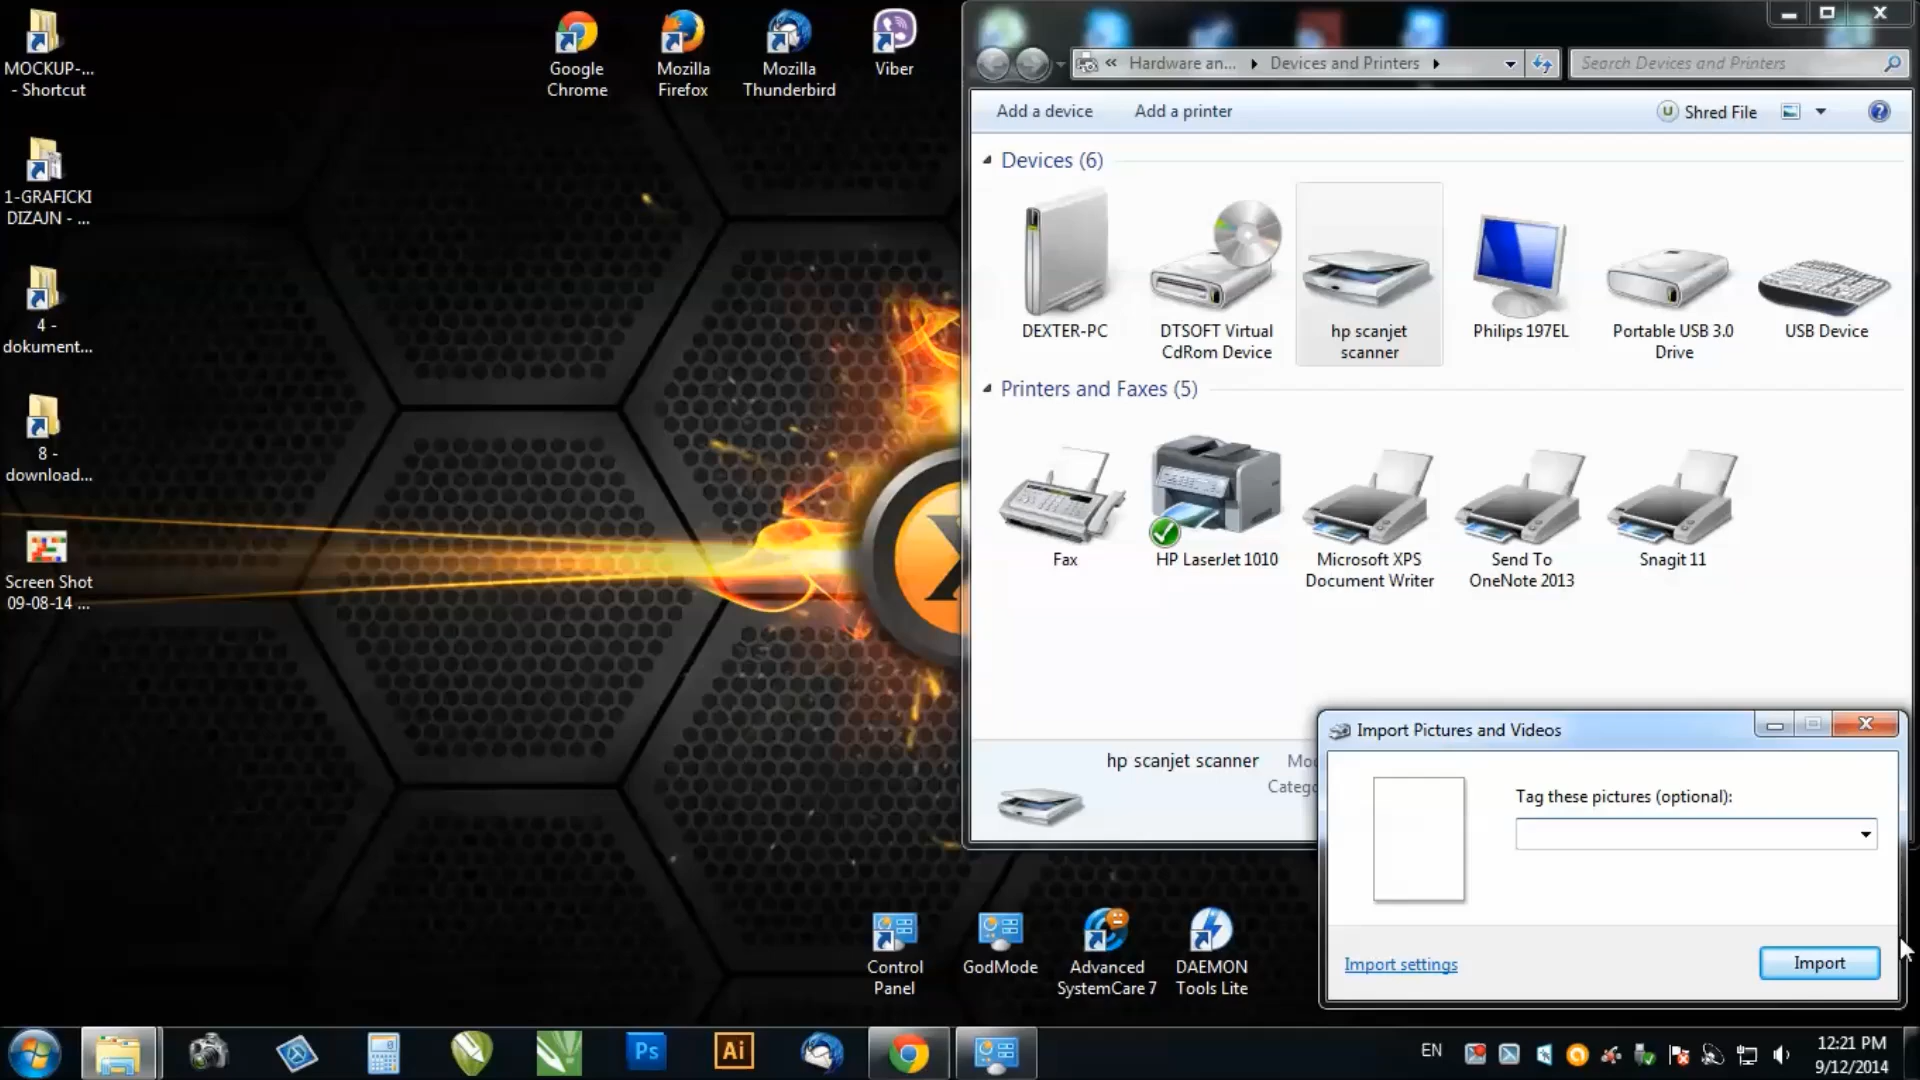 MOCKUP-...
- Shortcut
1-GRAFICKI
DIZAJN - ...
4 -
dokument...
8 -
download...
Screen Shot
09-08-14 ...
Google
Chrome
Mozilla
Firefox
Mozilla
Thunderbird
Viber
Hardware an...
Devices and Printers
Search Devices and Printers
Add a device
Add a printer
Shred File
Devices (6)
DEXTER-PC
DTSOFT Virtual
CdRom Device
hp scanjet
scanner
Philips 197EL
Portable USB 3.0
Drive
USB Device
Printers and Faxes (5)
Fax
HP LaserJet 1010
Microsoft XPS
Document Writer
Send To
OneNote 2013
Snagit 11
hp scanjet scanner
Import Pictures and Videos
Tag these pictures (optional):
Import settings
Import
Control
Panel
GodMode
Advanced
SystemCare 7
DAEMON
Tools Lite
Ps
Ai
EN
12:21 PM
9/12/2014